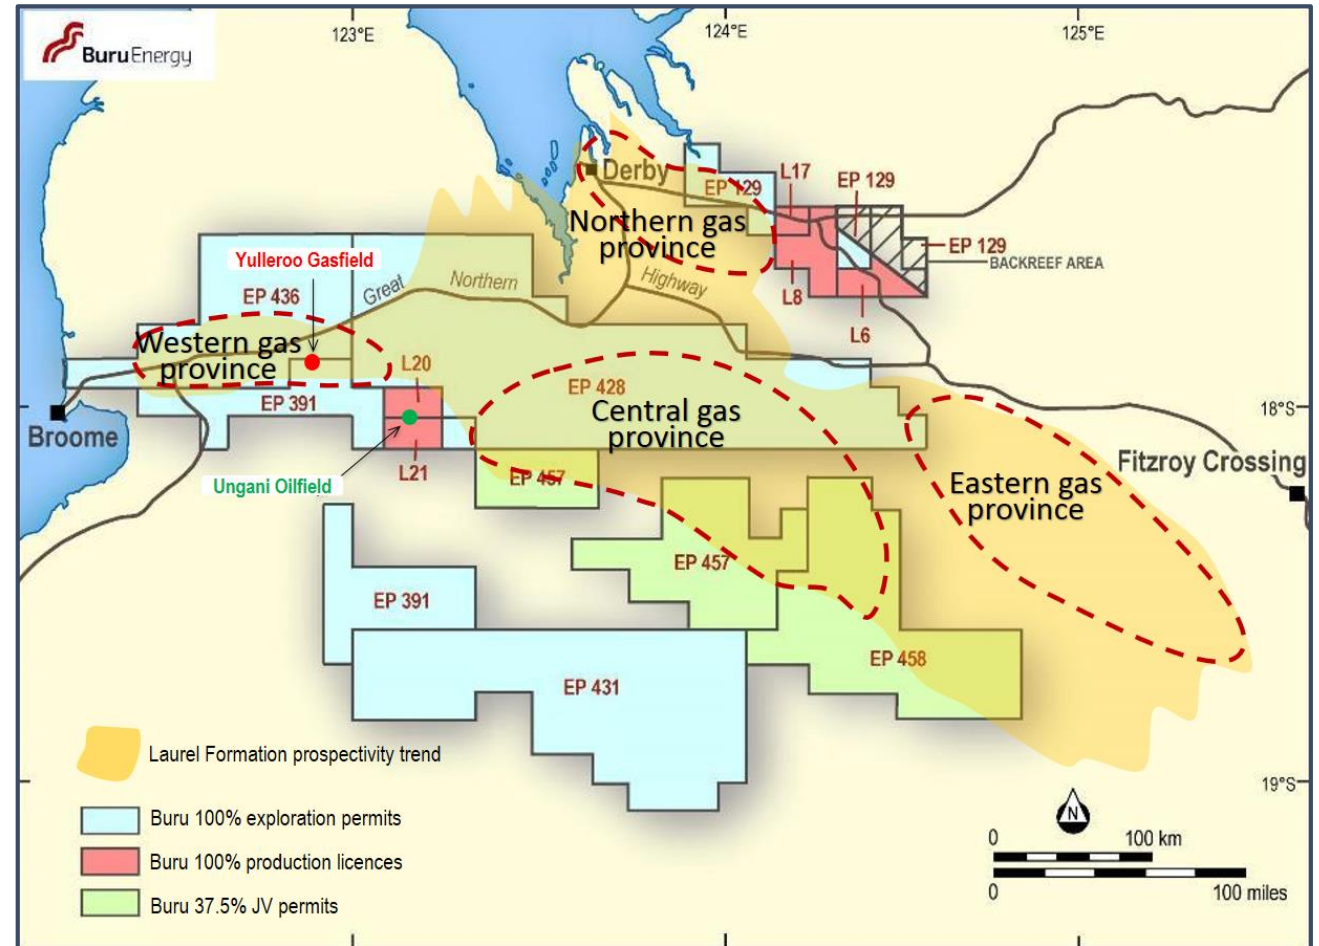 BuruEnergy
123°E
124°E
125°E
Derby
EP 129
L17
EP 129
Northern gas
province
EP 129
BACKREEF AREA
Yulleroo Gasfield
EP 436
Great
Northern
Highway
L8
L6
Western gas
province
L20
EP 428
EP 391
Central gas
province
18°S
Broome
L21
Ungani Oilfield
EP 457
Eastern gas
province
Fitzroy Crossing
EP 457
EP 391
EP 458
EP 431
Laurel Formation prospectivity trend
19°S
Buru 100% exploration permits
Buru 100% production licences
Buru 37.5% JV permits
N
0
100 km
0
100 miles